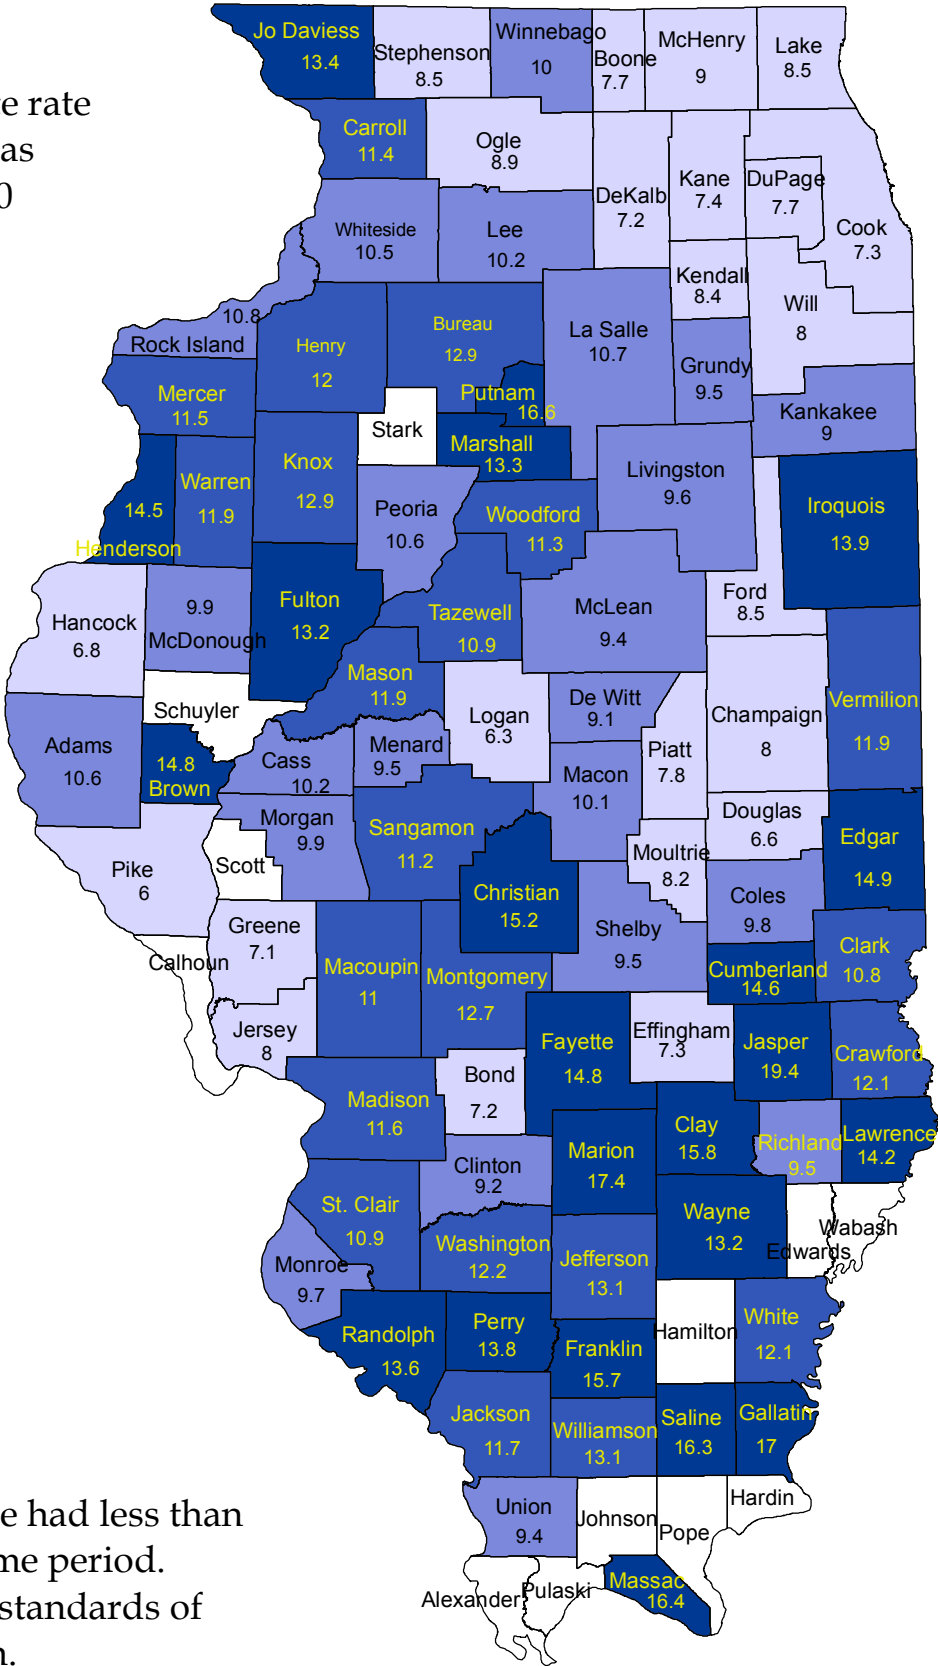 Jo Daviess
13.4
Stephenson
8.5
Winnebago
10
Boone
7.7
McHenry
9
Lake
8.5
e rate
as
0
Carroll
11.4
Ogle
8.9
DeKalb
7.2
Kane
7.4
DuPage
7.7
Cook
7.3
Whiteside
10.5
Lee
10.2
Kendall
8.4
Will
8
10.8
Rock Island
Henry
12
Bureau
12.9
La Salle
10.7
Grundy
9.5
Kankakee
9
Mercer
11.5
Putnam
16.6
Stark
Marshall
13.3
Knox
12.9
Warren
11.9
14.5
Henderson
Peoria
10.6
Woodford
11.3
Livingston
9.6
Iroquois
13.9
Ford
8.5
Hancock
6.8
9.9
McDonough
Fulton
13.2
Tazewell
10.9
McLean
9.4
Mason
11.9
Schuyler
Logan
6.3
De Witt
9.1
Champaign
8
Vermilion
11.9
Adams
10.6
14.8
Brown
Cass
10.2
Menard
9.5
Macon
10.1
Piatt
7.8
Douglas
6.6
Edgar
14.9
Morgan
9.9
Sangamon
11.2
Pike
6
Scott
Christian
15.2
Moultrie
8.2
Coles
9.8
Greene
7.1
Shelby
9.5
Clark
10.8
Calhoun
Macoupin
11
Montgomery
12.7
Cumberland
14.6
Jersey
8
Fayette
14.8
Effingham
7.3
Jasper
19.4
Crawford
12.1
Bond
7.2
Madison
11.6
Clay
15.8
Richland
9.5
Lawrence
14.2
Clinton
9.2
Marion
17.4
St. Clair
10.9
Wayne
13.2
Edwards
Wabash
Washington
12.2
Jefferson
13.1
Monroe
9.7
Randolph
13.6
Perry
13.8
Franklin
15.7
Hamilton
White
12.1
Jackson
11.7
Williamson
13.1
Saline
16.3
Gallatin
17
Union
9.4
Johnson
Pope
Hardin
e had less than
me period.
standards of
n.
Alexander
Pulaski
Massac
16.4